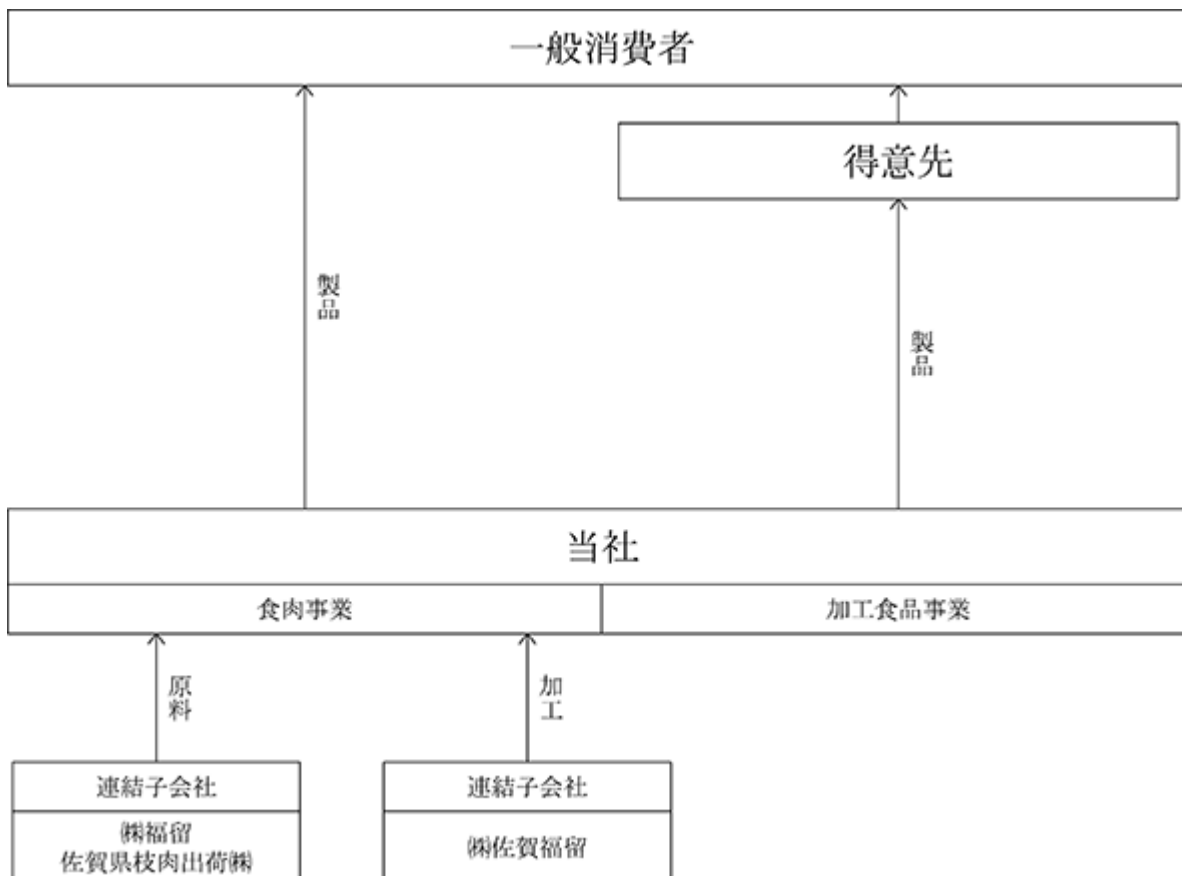 一般消費者
得意先
製品
製品
当社
食肉事業
加工食品事業
原料
加工
連結子会社
㈱福留
佐賀県枝肉出荷㈱
連結子会社
㈱佐賀福留